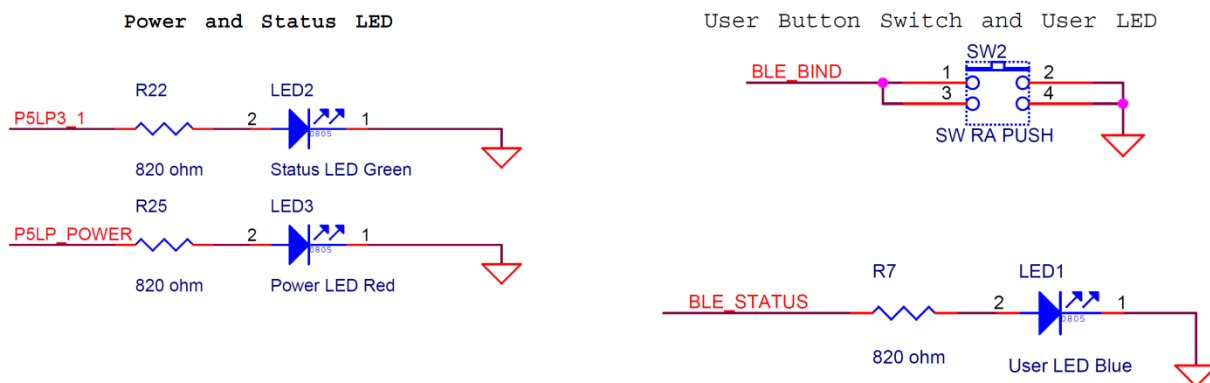 Power and Status LED
R22
LED2
P5LP3_1
2
1
0805
820 ohm
Status LED Green
R25
LED3
P5LP_POWER
2
1
0805
820 ohm
Power LED Red
User Button Switch and User LED
SW2
BLE_BIND
1
2
3
4
SW RA PUSH
R7
LED1
BLE_STATUS
2
1
0805
820 ohm
User LED Blue